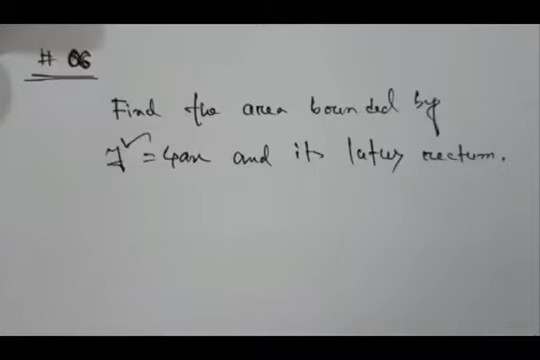 # 06
Find the area bounded by
y² = 4ax and its latus rectum.